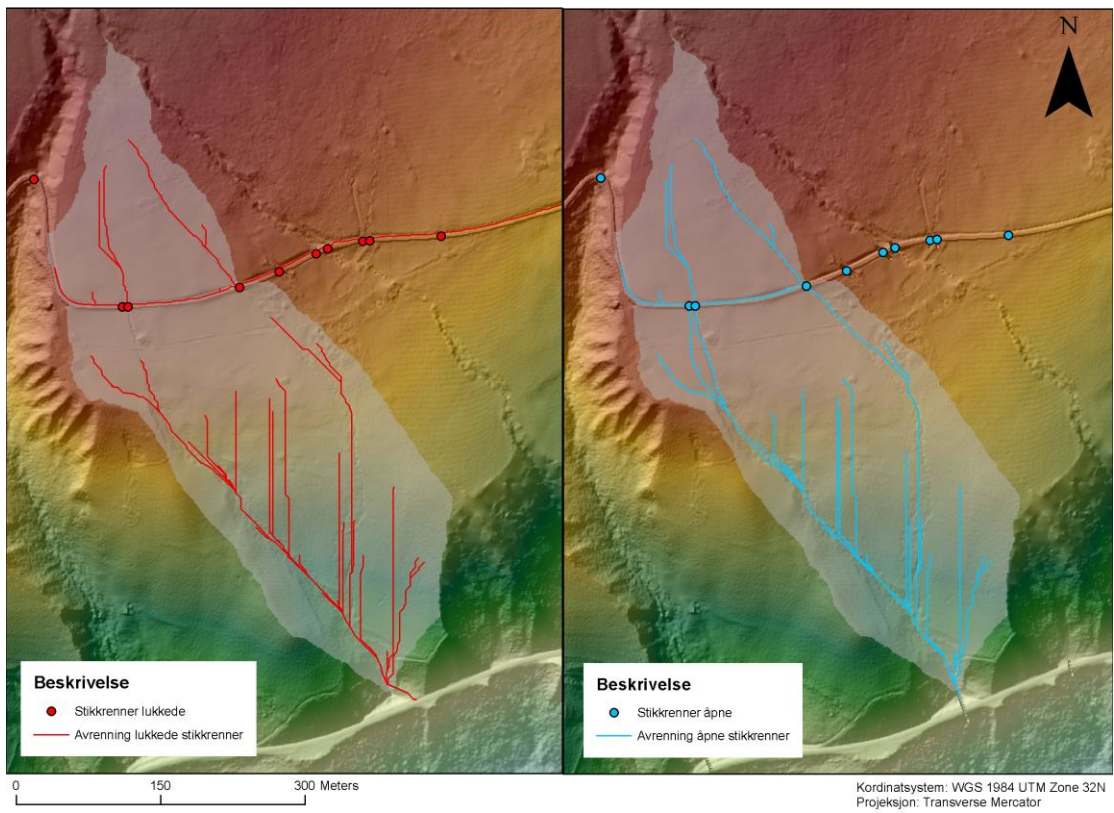 N
Beskrivelse
Stikkrenner lukkede
Avrenning lukkede stikkrenner
Beskrivelse
Stikkrenner åpne
Avrenning åpne stikkrenner
0 150 300 Meters
Kordinatsystem: WGS 1984 UTM Zone 32N
Projeksjon: Transverse Mercator